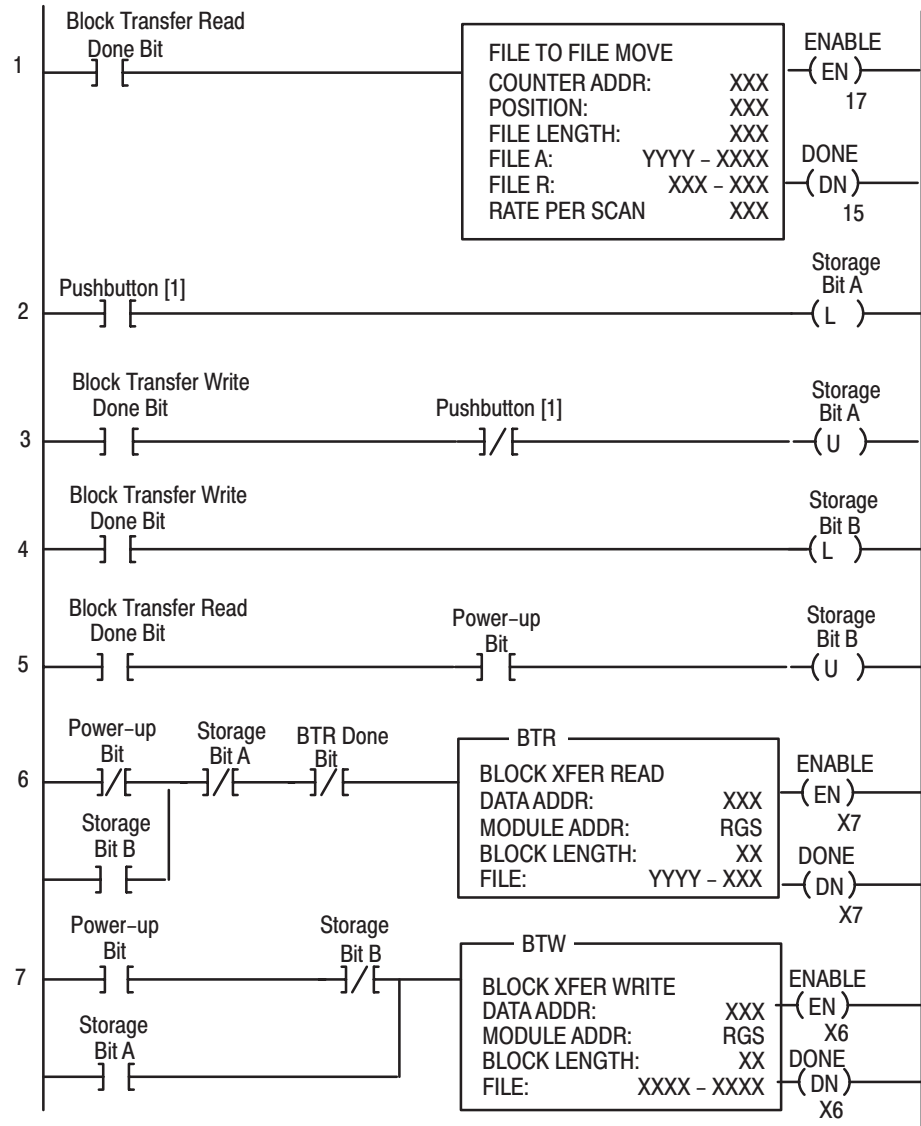 Block Transfer Read
Done Bit
1
FILE TO FILE MOVE
COUNTER ADDR: XXX
POSITION: XXX
FILE LENGTH: XXX
FILE A: YYYY – XXXX
FILE R: XXX – XXX
RATE PER SCAN XXX
ENABLE
EN
17
DONE
DN
15
Pushbutton [1]
2
Storage
Bit A
L
Block Transfer Write
Done Bit
3
Pushbutton [1]
Storage
Bit A
U
Block Transfer Write
Done Bit
4
Storage
Bit B
L
Block Transfer Read
Done Bit
5
Power–up
Bit
Storage
Bit B
U
Power–up
Bit
6
Storage
Bit A
BTR Done
Bit
Storage
Bit B
BTR
BLOCK XFER READ
DATA ADDR: XXX
MODULE ADDR: RGS
BLOCK LENGTH: XX
FILE: YYYY – XXX
ENABLE
EN
X7
DONE
DN
X7
Power–up
Bit
7
Storage
Bit B
Storage
Bit A
BTW
BLOCK XFER WRITE
DATA ADDR: XXX
MODULE ADDR: RGS
BLOCK LENGTH: XX
FILE: XXXX – XXXX
ENABLE
EN
X6
DONE
DN
X6